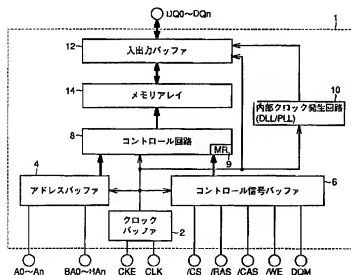 DQ0～DQn
1
12
入出力バッファ
14
メモリアレイ
10
内部クロック発生回路
(DLL/PLL)
8
コントロール回路
MR
9
4
アドレスバッファ
コントロール信号バッファ
6
クロック
バッファ
2
A0～An
BA0～BAn
CKE
CLK
/CS
/RAS
/CAS
/WE
DQM